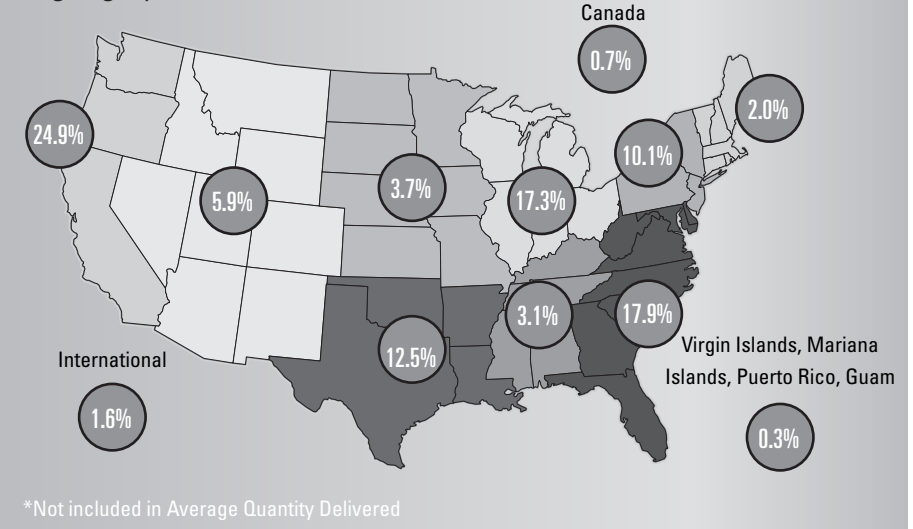 Canada
0.7%
2.0%
24.9%
10.1%
5.9%
3.7%
17.3%
3.1%
17.9%
12.5%
Virgin Islands, Mariana
Islands, Puerto Rico, Guam
0.3%
International
1.6%
*Not included in Average Quantity Delivered